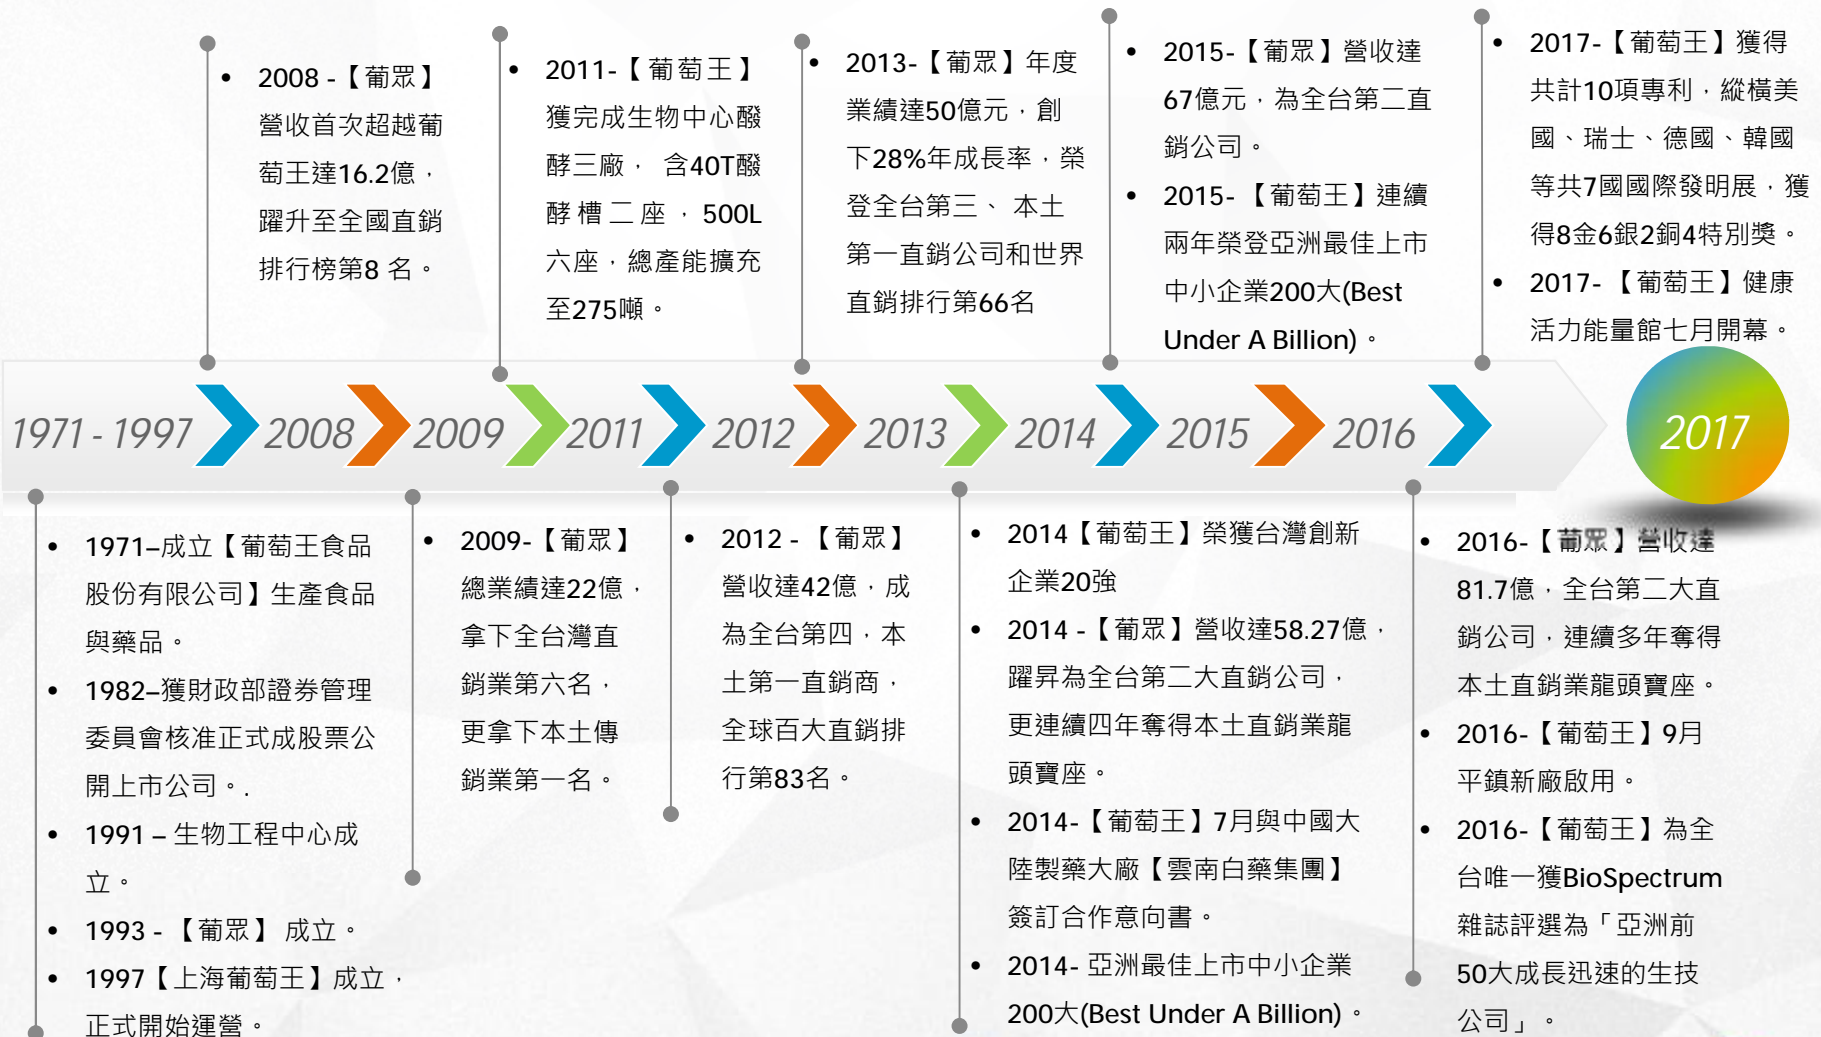 • 2008 -【葡眾】
營收首次超越葡
萄王達16.2億，
躍升至全國直銷
排行榜第8 名。
• 2011-【葡萄王】
獲完成生物中心醱
酵三廠， 含40T醱
酵槽二座，500L
六座，總產能擴充
至275噸。
• 2013-【葡眾】年度
業績達50億元，創
下28%年成長率，榮
登全台第三、 本土
第一直銷公司和世界
直銷排行第66名
• 2015-【葡眾】營收達
67億元，為全台第二直
銷公司。
• 2015- 【葡萄王】連續
兩年榮登亞洲最佳上市
中小企業200大(Best
Under A Billion)。
• 2017-【葡萄王】獲得
共計10項專利，縱橫美
國、瑞士、德國、韓國
等共7國國際發明展，獲
得8金6銀2銅4特別獎。
• 2017- 【葡萄王】健康
活力能量館七月開幕。
1971 - 1997 2008 2009 2011 2012 2013 2014 2015 2016 2017
• 1971–成立【葡萄王食品
股份有限公司】生產食品
與藥品。
• 1982–獲財政部證券管理
委員會核准正式成股票公
開上市公司。.
• 1991 – 生物工程中心成
立。
• 1993 - 【葡眾】 成立。
• 1997【上海葡萄王】成立，
正式開始運營。
• 2009-【葡眾】
總業績達22億，
拿下全台灣直
銷業第六名，
更拿下本土傳
銷業第一名。
• 2012 - 【葡眾】
營收達42億，成
為全台第四，本
土第一直銷商，
全球百大直銷排
行第83名。
• 2014【葡萄王】榮獲台灣創新
企業20強
• 2014 -【葡眾】營收達58.27億，
躍昇為全台第二大直銷公司，
更連續四年奪得本土直銷業龍
頭寶座。
• 2014-【葡萄王】7月與中國大
陸製藥大廠【雲南白藥集團】
簽訂合作意向書。
• 2014- 亞洲最佳上市中小企業
200大(Best Under A Billion)。
• 2016-【葡眾】營收達
81.7億，全台第二大直
銷公司，連續多年奪得
本土直銷業龍頭寶座。
• 2016-【葡萄王】9月
平鎮新廠啟用。
• 2016-【葡萄王】為全
台唯一獲BioSpectrum
雜誌評選為「亞洲前
50大成長迅速的生技
公司」。